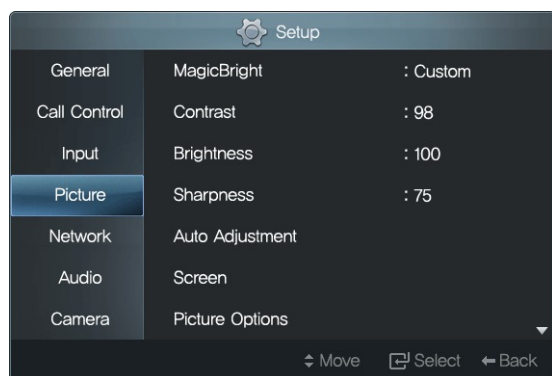 Setup
General
MagicBright : Custom
Call Control
Contrast : 98
Input
Brightness : 100
Picture
Sharpness : 75
Network
Auto Adjustment
Audio
Screen
Camera
Picture Options
Move Select Back